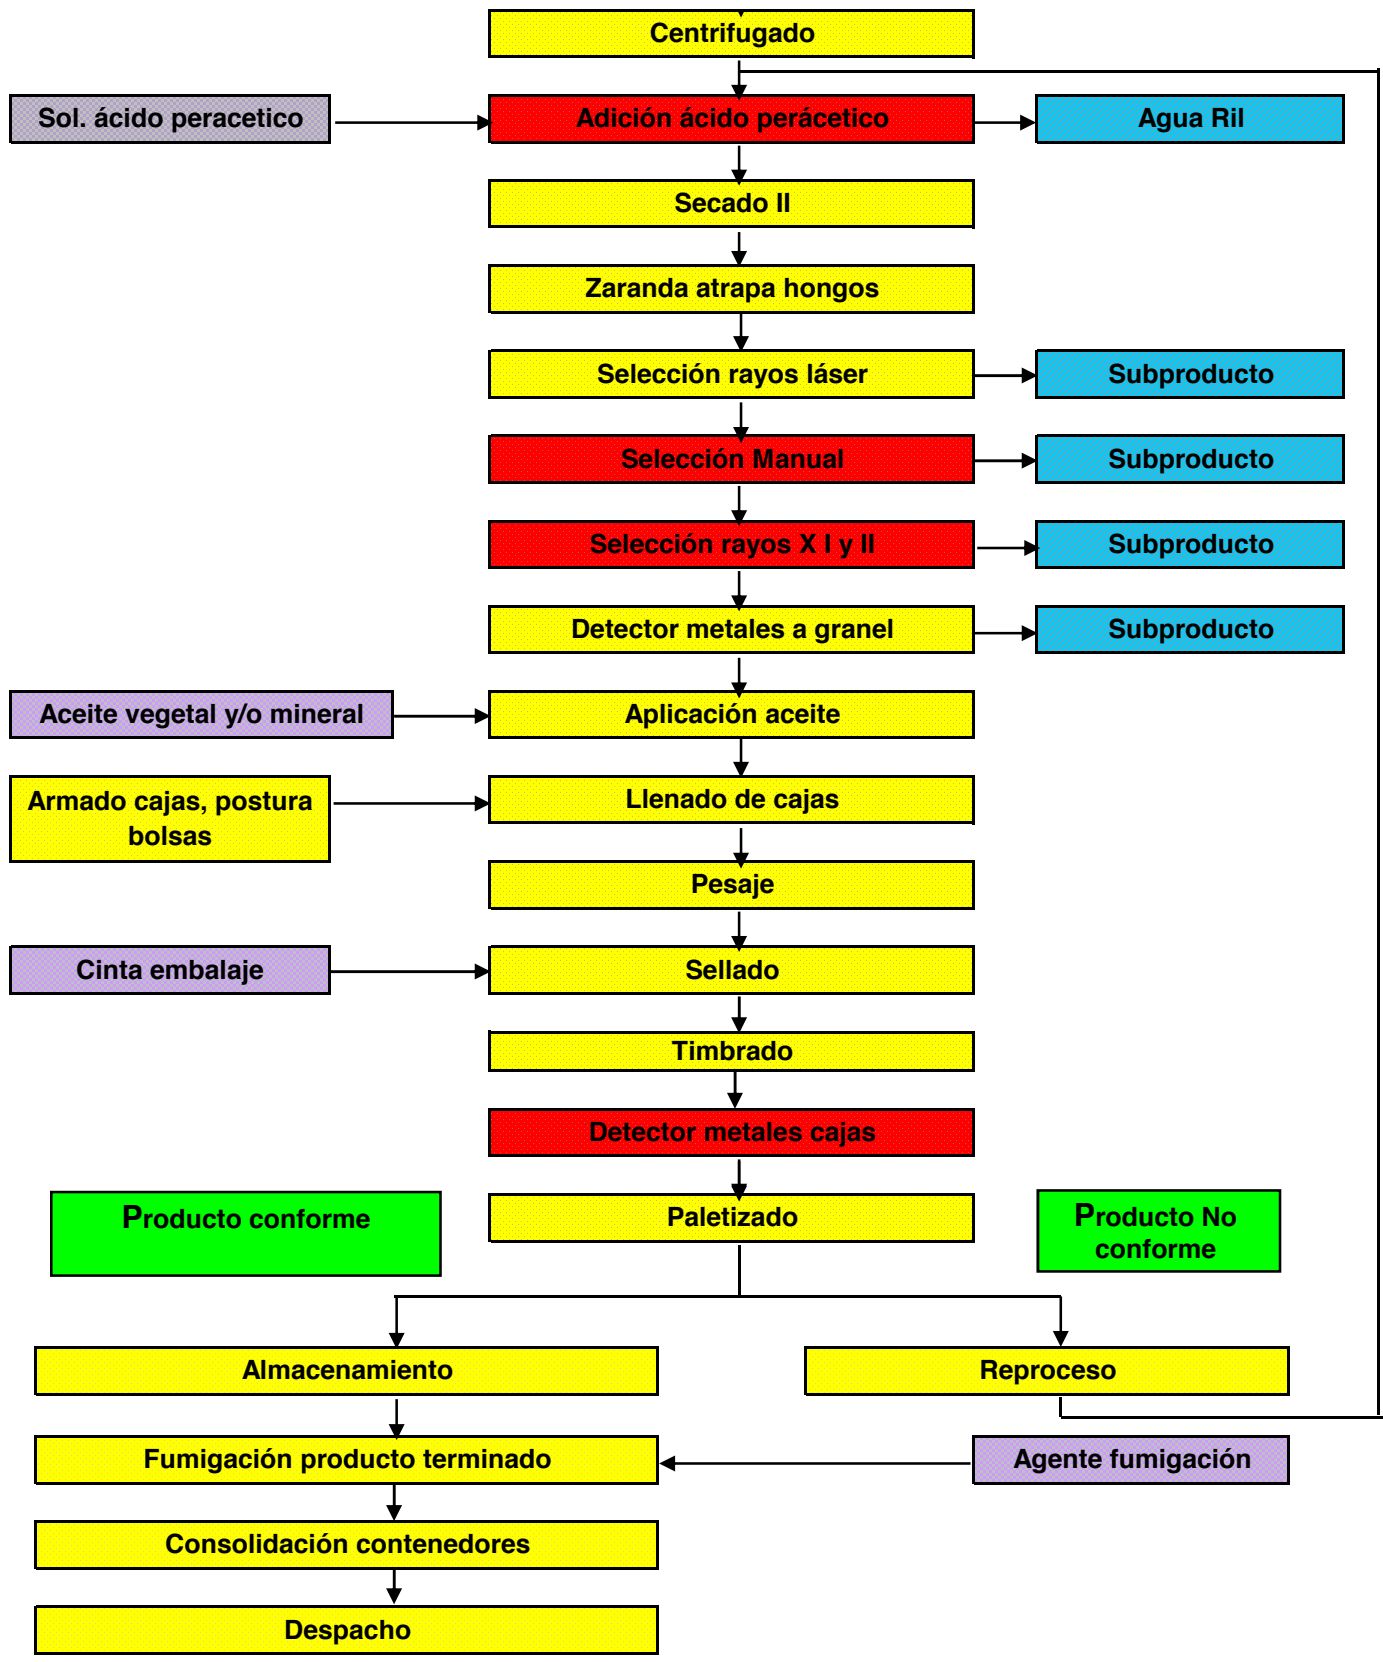 Centrifugado
Sol. ácido peracetico
Adición ácido perácetico
Agua Ril
Secado II
Zaranda atrapa hongos
Selección rayos láser
Subproducto
Selección Manual
Subproducto
Selección rayos X I y II
Subproducto
Detector metales a granel
Subproducto
Aceite vegetal y/o mineral
Aplicación aceite
Armado cajas, postura
bolsas
Llenado de cajas
Pesaje
Cinta embalaje
Sellado
Timbrado
Detector metales cajas
Producto conforme
Paletizado
Producto No
conforme
Almacenamiento
Reproceso
Fumigación producto terminado
Agente fumigación
Consolidación contenedores
Despacho